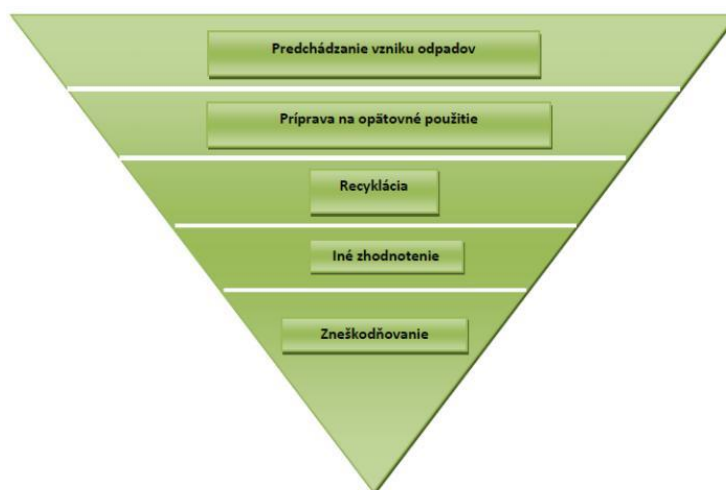 Predchádzanie vzniku odpadov
Príprava na opätovné použitie
Recyklácia
Iné zhodnotenie
Zneškodňovanie